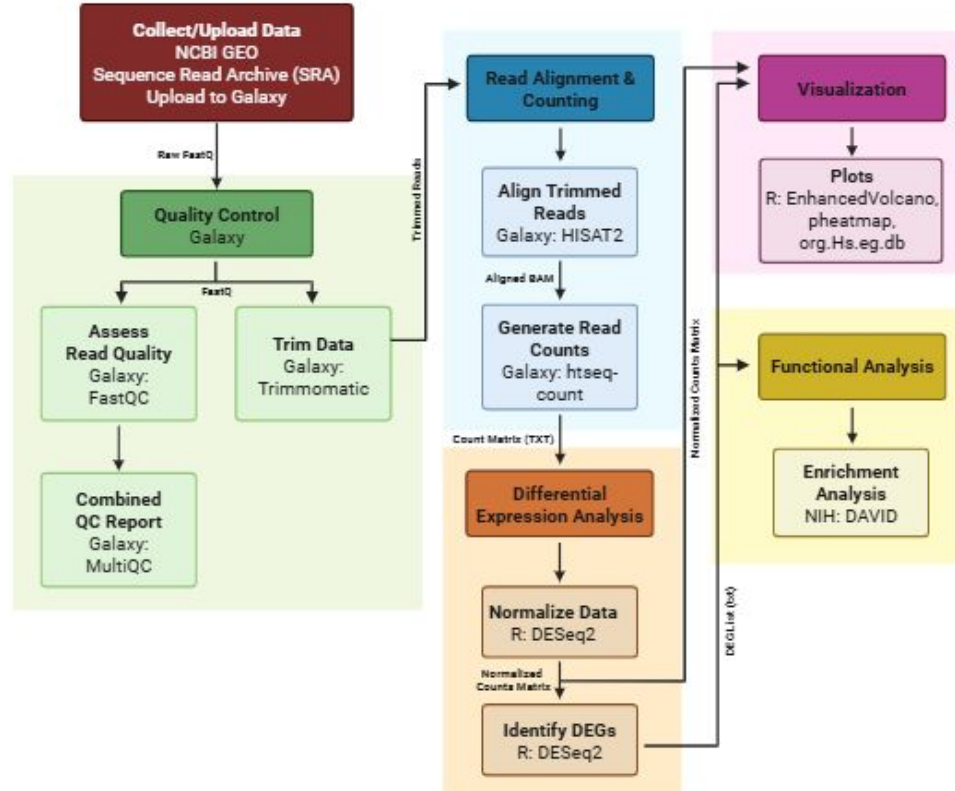 Collect/Upload Data
NCBI GEO
Sequence Read Archive (SRA)
Upload to Galaxy
Raw FastQ
Quality Control
Galaxy
FastQ
Assess
Read Quality
Galaxy:
FastQC
Trim Data
Galaxy:
Trimmomatic
Combined
QC Report
Galaxy:
MultiQC
Trimmed Reads
Read Alignment &
Counting
Align Trimmed
Reads
Galaxy: HISAT2
Aligned BAM
Generate Read
Counts
Galaxy: htseq-
count
Count Matrix (TXT)
Differential
Expression Analysis
Normalize Data
R: DESeq2
Normalized
Counts Matrix
Identify DEGs
R: DESeq2
Normalized Counts Matrix
DEG List (txt)
Visualization
Plots
R: EnhancedVolcano,
pheatmap,
org.Hs.eg.db
Functional Analysis
Enrichment
Analysis
NIH: DAVID